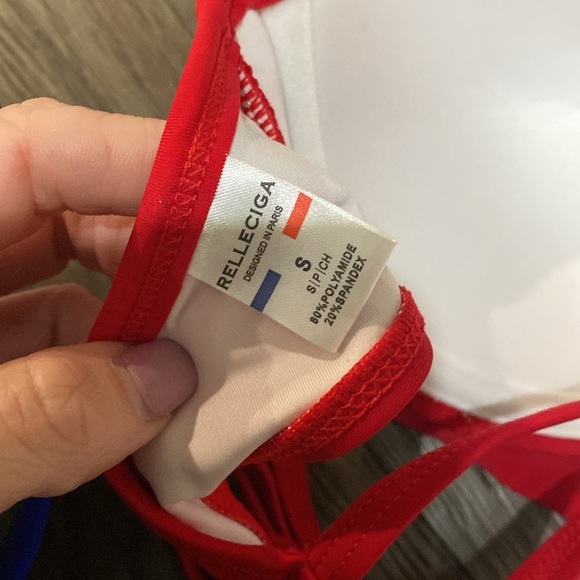 RELLECIGA
DESIGNED IN PARIS
S
S/P/CH
80%POLYAMIDE
20%SPANDEX